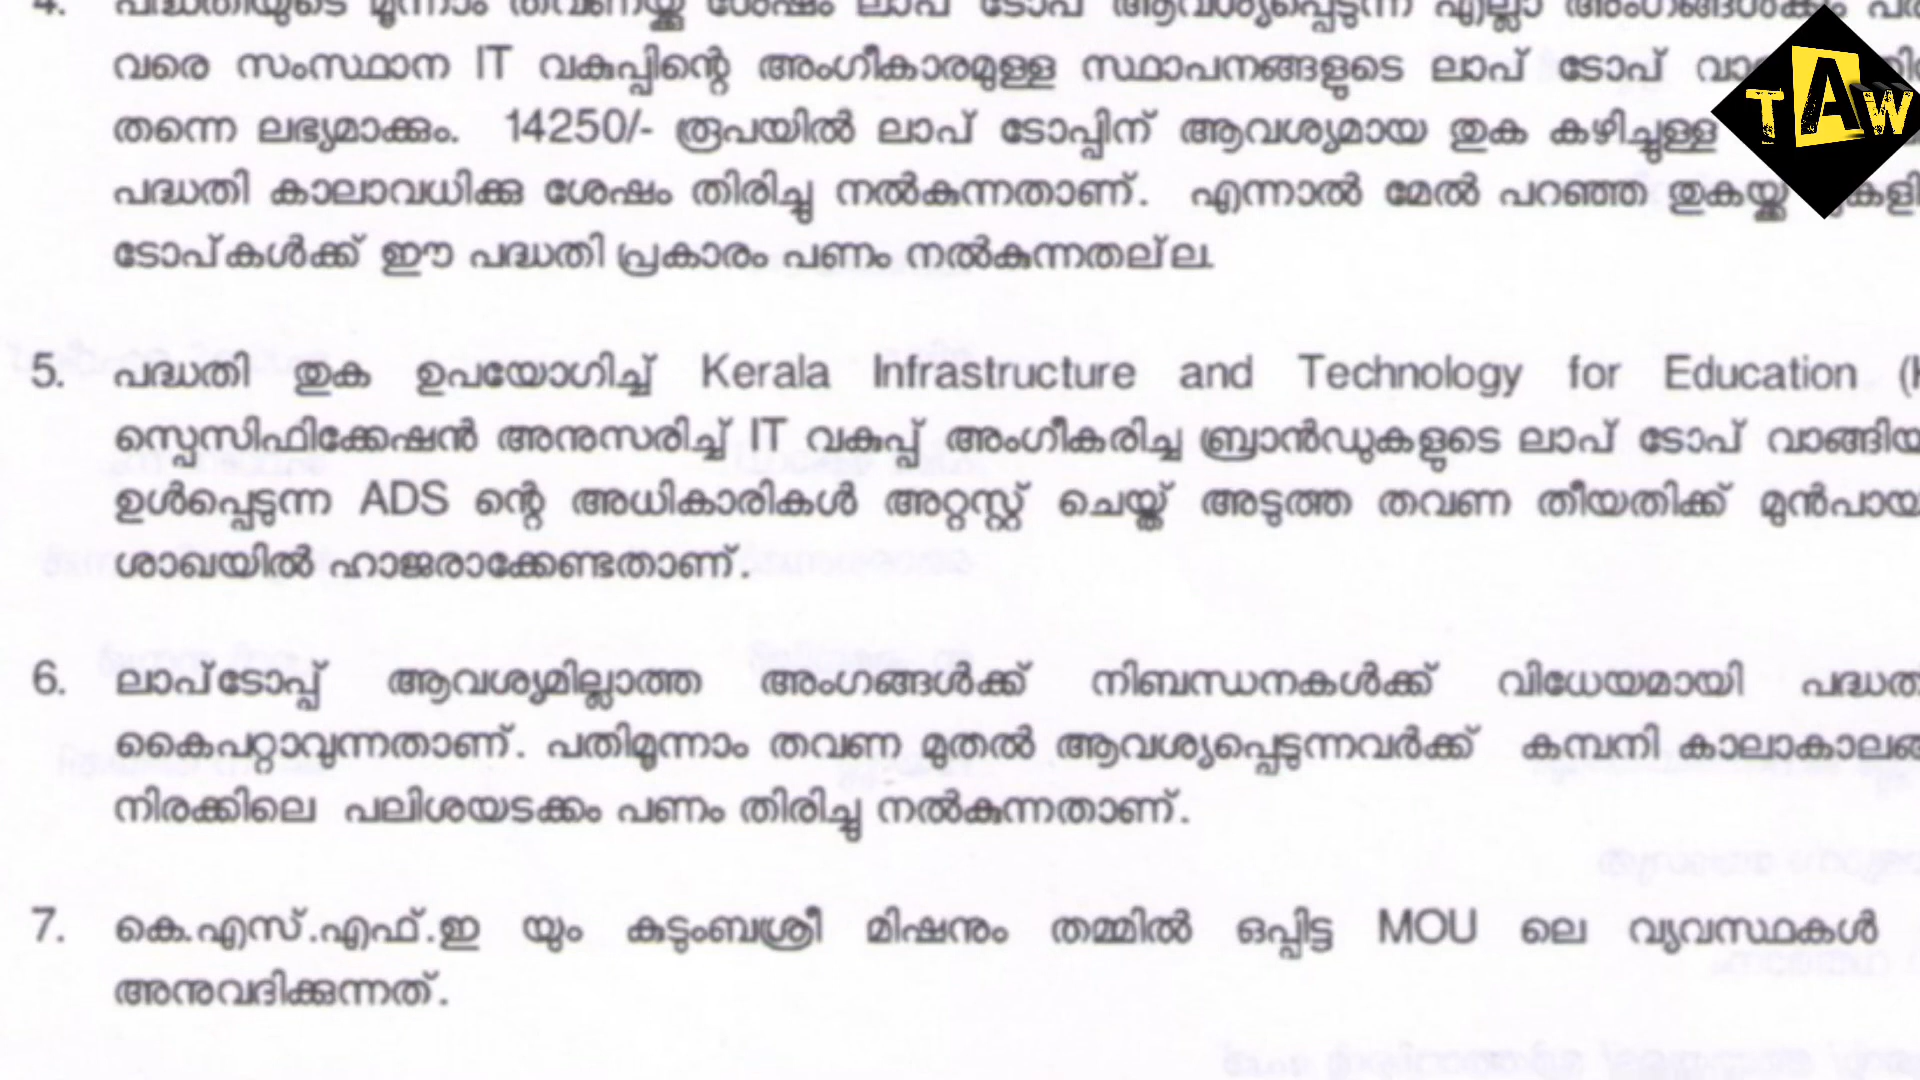 4. പദ്ധതിയുടെ മൂന്നാം തവണയ്ക്കു ശേഷം ലാപ് ടോപ് ആവശ്യപ്പെടുന്ന എല്ലാ അംഗങ്ങൾക്കും
വരെ സംസ്ഥാന IT വകുപ്പിന്റെ അംഗീകാരമുള്ള സ്ഥാപനങ്ങളുടെ ലാപ് ടോപ്
തന്നെ ലഭ്യമാക്കും. 14250/- രൂപയിൽ ലാപ് ടോപ്പിന് ആവശ്യമായ തുക കഴിച്ചുള്ള
പദ്ധതി കാലാവധിക്കു ശേഷം തിരിച്ചു നൽകുന്നതാണ്. എന്നാൽ മേൽ പറഞ്ഞ തുകയ്ക്കു
ടോപ്കൾക്ക് ഈ പദ്ധതി പ്രകാരം പണം നൽകുന്നതല്ല.
5. പദ്ധതി തുക ഉപയോഗിച്ച് Kerala Infrastructure and Technology for Education
സ്പെസിഫിക്കേഷൻ അനുസരിച്ച് IT വകുപ്പ് അംഗീകരിച്ച ബ്രാൻഡുകളുടെ ലാപ് ടോപ്
ഉൾപ്പെടുന്ന ADS ന്റെ അധികാരികൾ അറ്റസ്റ്റ് ചെയ്ത് അടുത്ത തവണ തീയതിക്ക്
ശാഖയിൽ ഹാജരാക്കേണ്ടതാണ്.
6. ലാപ്ടോപ്പ് ആവശ്യമില്ലാത്ത അംഗങ്ങൾക്ക് നിബന്ധനകൾക്ക് വിധേയമായി
കൈപറ്റാവുന്നതാണ്. പതിമൂന്നാം തവണ മുതൽ ആവശ്യപ്പെടുന്നവർക്ക് കമ്പനി
നിരക്കിലെ പലിശയടക്കം പണം തിരിച്ചു നൽകുന്നതാണ്.
7. കെ.എസ്.എഫ്.ഇ യും കുടുംബശ്രീ മിഷനും തമ്മിൽ ഒപ്പിട്ട MOU ലെ വ്യവസ്ഥകൾ
അനുവദിക്കുന്നത്.
TAW